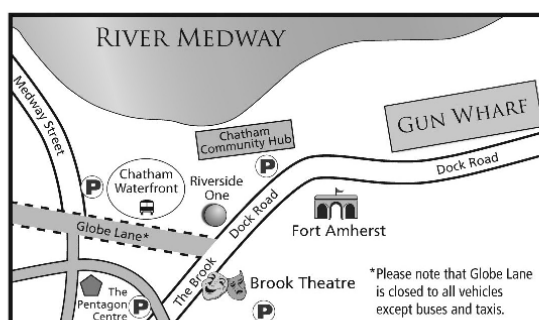 RIVER MEDWAY
Medway Street
Chatham
Community Hub
GUN WHARF
P
P
Chatham
Waterfront
Riverside
One
Dock Road
Dock Road
Fort Amherst
Globe Lane*
The Brook
Brook Theatre
The
Pentagon
Centre
P
P
*Please note that Globe Lane
is closed to all vehicles
except buses and taxis.